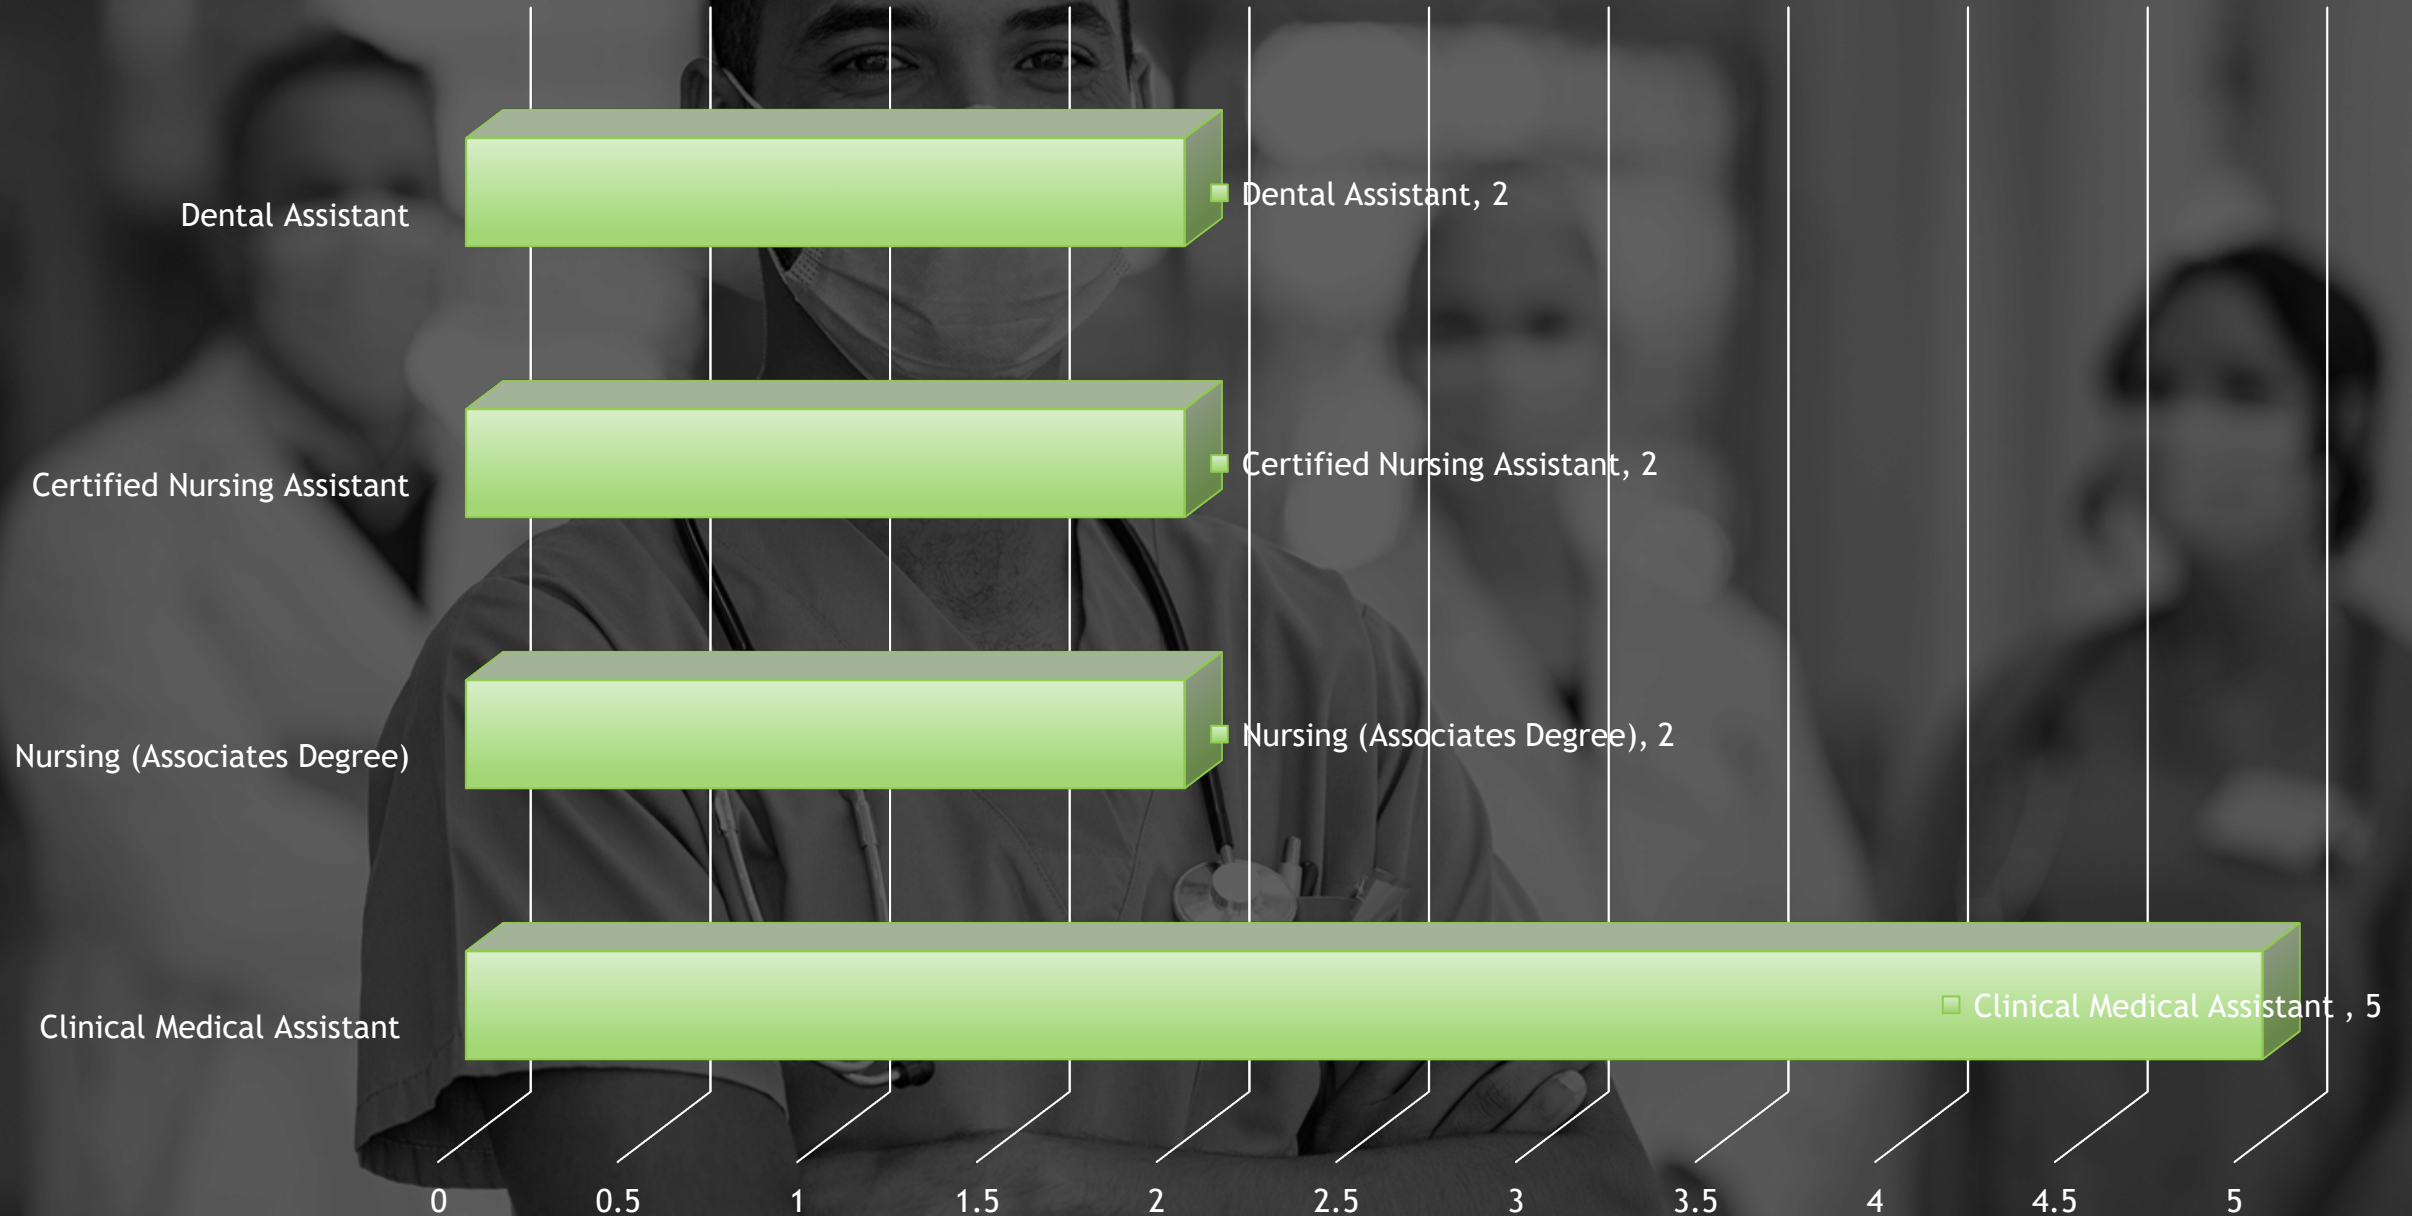 Dental Assistant
Dental Assistant, 2
Certified Nursing Assistant
Certified Nursing Assistant, 2
Nursing (Associates Degree)
Nursing (Associates Degree), 2
Clinical Medical Assistant
Clinical Medical Assistant , 5
0 0.5 1 1.5 2 2.5 3 3.5 4 4.5 5